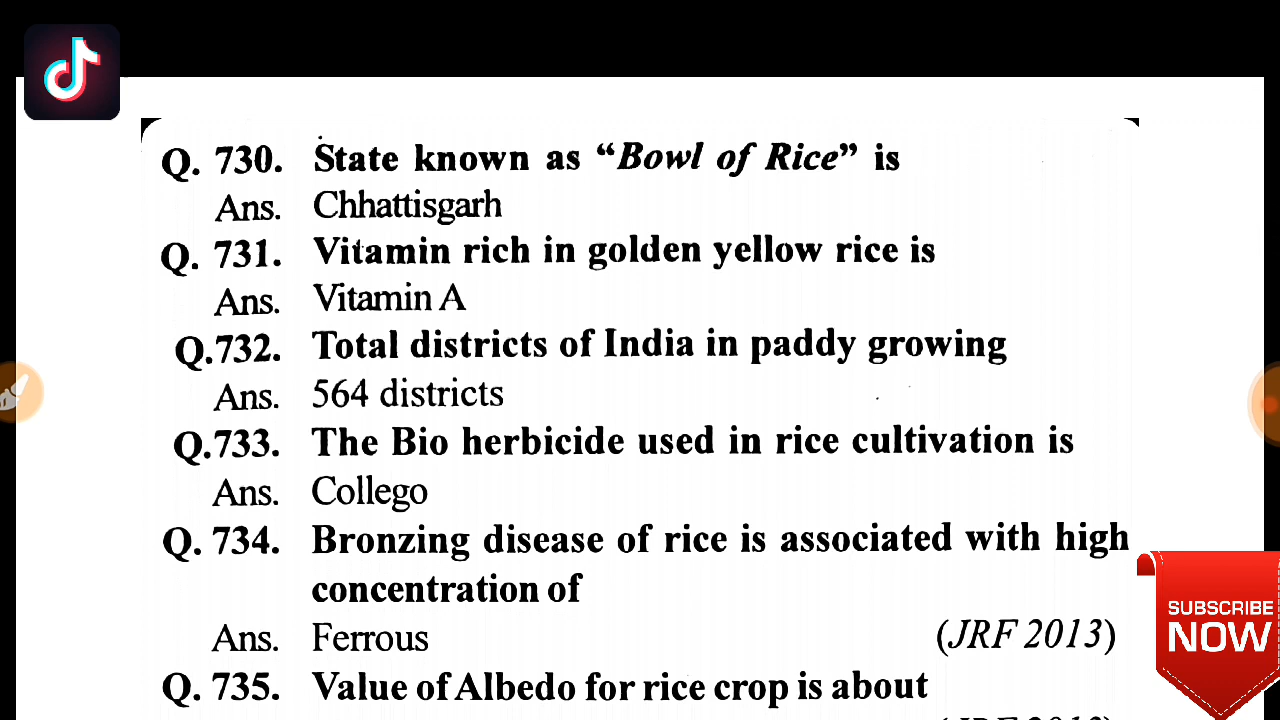 Q. 730. State known as “Bowl of Rice” is
Ans. Chhattisgarh
Q. 731. Vitamin rich in golden yellow rice is
Ans. Vitamin A
Q.732. Total districts of India in paddy growing
Ans. 564 districts
Q.733. The Bio herbicide used in rice cultivation is
Ans. Collego
Q. 734. Bronzing disease of rice is associated with high
concentration of
Ans. Ferrous (JRF 2013)
Q. 735. Value of Albedo for rice crop is about
SUBSCRIBE
NOW